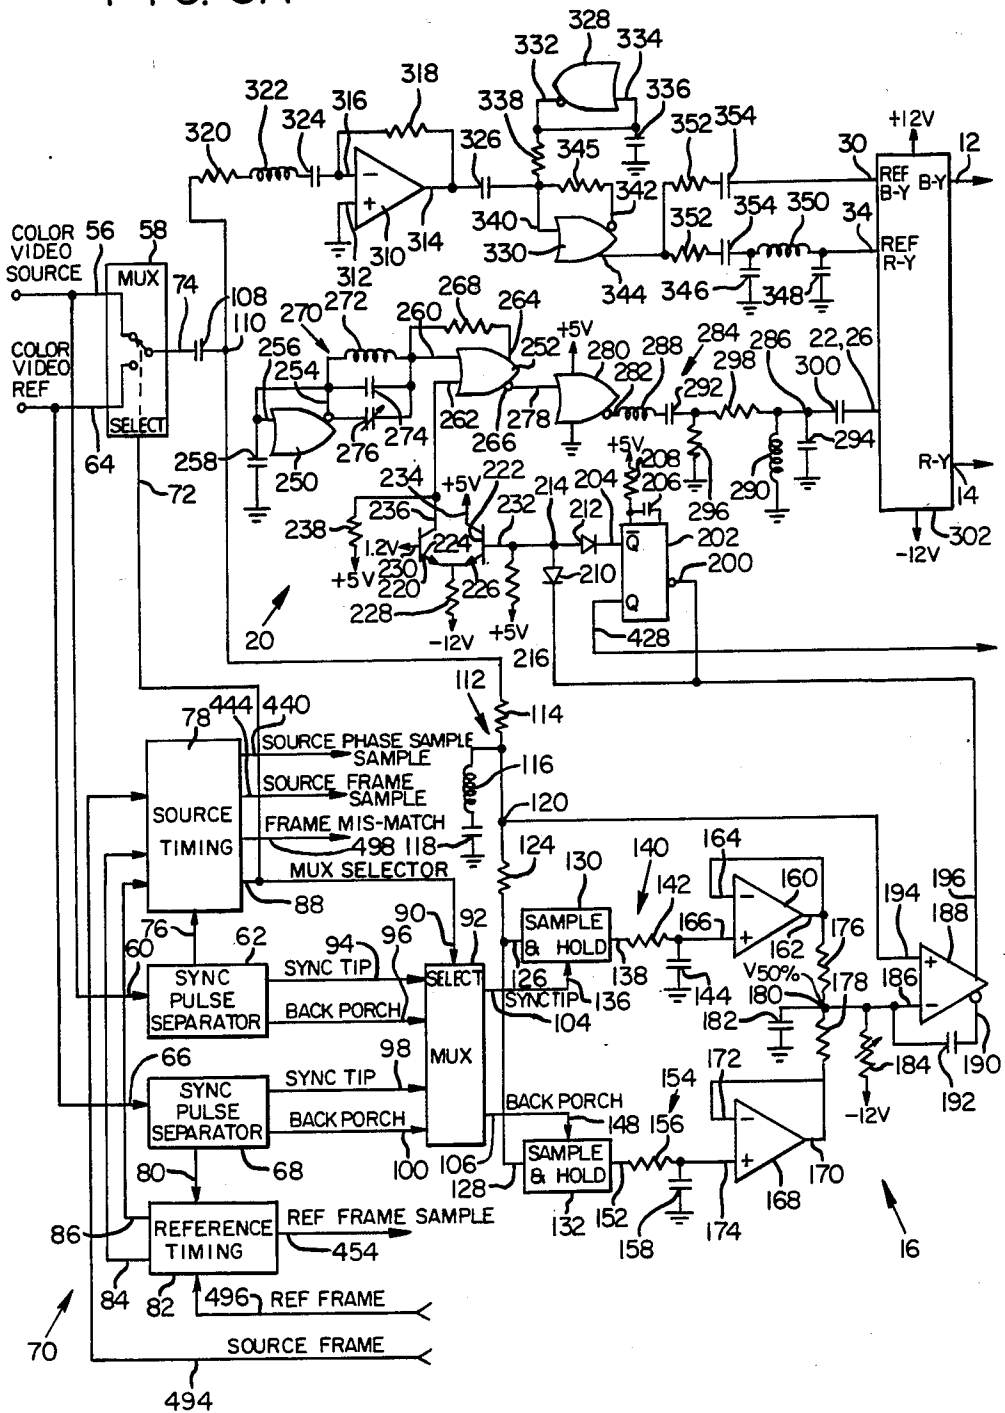 FIG. 3A
328
332
334
318
338
336
322
324
316
326
345
352
354
+12V
320
342
30
12
REF
B-Y
B-Y
340
330
352
354
350
34
REF
R-Y
312
310
314
344
346
348
COLOR
VIDEO
SOURCE
56
58
MUX
74
108
110
272
270
268
264
260
252
+5V
280
284
288
286
22,26
COLOR
VIDEO
REF
256
254
282
292
298
300
262
266
278
SELECT
64
258
250
276
274
+5V
208
206
290
294
296
R-Y
14
72
234
+5V
222
232
214
204
212
238
236
202
302
-12V
1.2V
224
Q̅
200
+5V
230
220
226
210
228
Q
20
-12V
+5V
428
216
112
114
444
440
78
SOURCE PHASE SAMPLE
SAMPLE
116
SOURCE FRAME
SAMPLE
120
SOURCE
TIMING
FRAME MIS-MATCH
498
118
124
130
140
164
MUX SELECTOR
142
160
196
88
76
90
92
SAMPLE
& HOLD
166
162
176
194
188
60
62
94
96
SELECT
126
138
V50%
178
SYNC
PULSE
SEPARATOR
SYNC TIP
SYNC TIP
136
144
180
186
BACK PORCH
104
182
MUX
184
190
66
98
172
192
SYNC
PULSE
SEPARATOR
SYNC TIP
BACK PORCH
154
-12V
BACK PORCH
148
156
100
106
SAMPLE
& HOLD
80
68
128
152
170
168
132
158
174
86
REFERENCE
TIMING
REF FRAME SAMPLE
454
16
84
82
496
REF FRAME
70
SOURCE FRAME
494